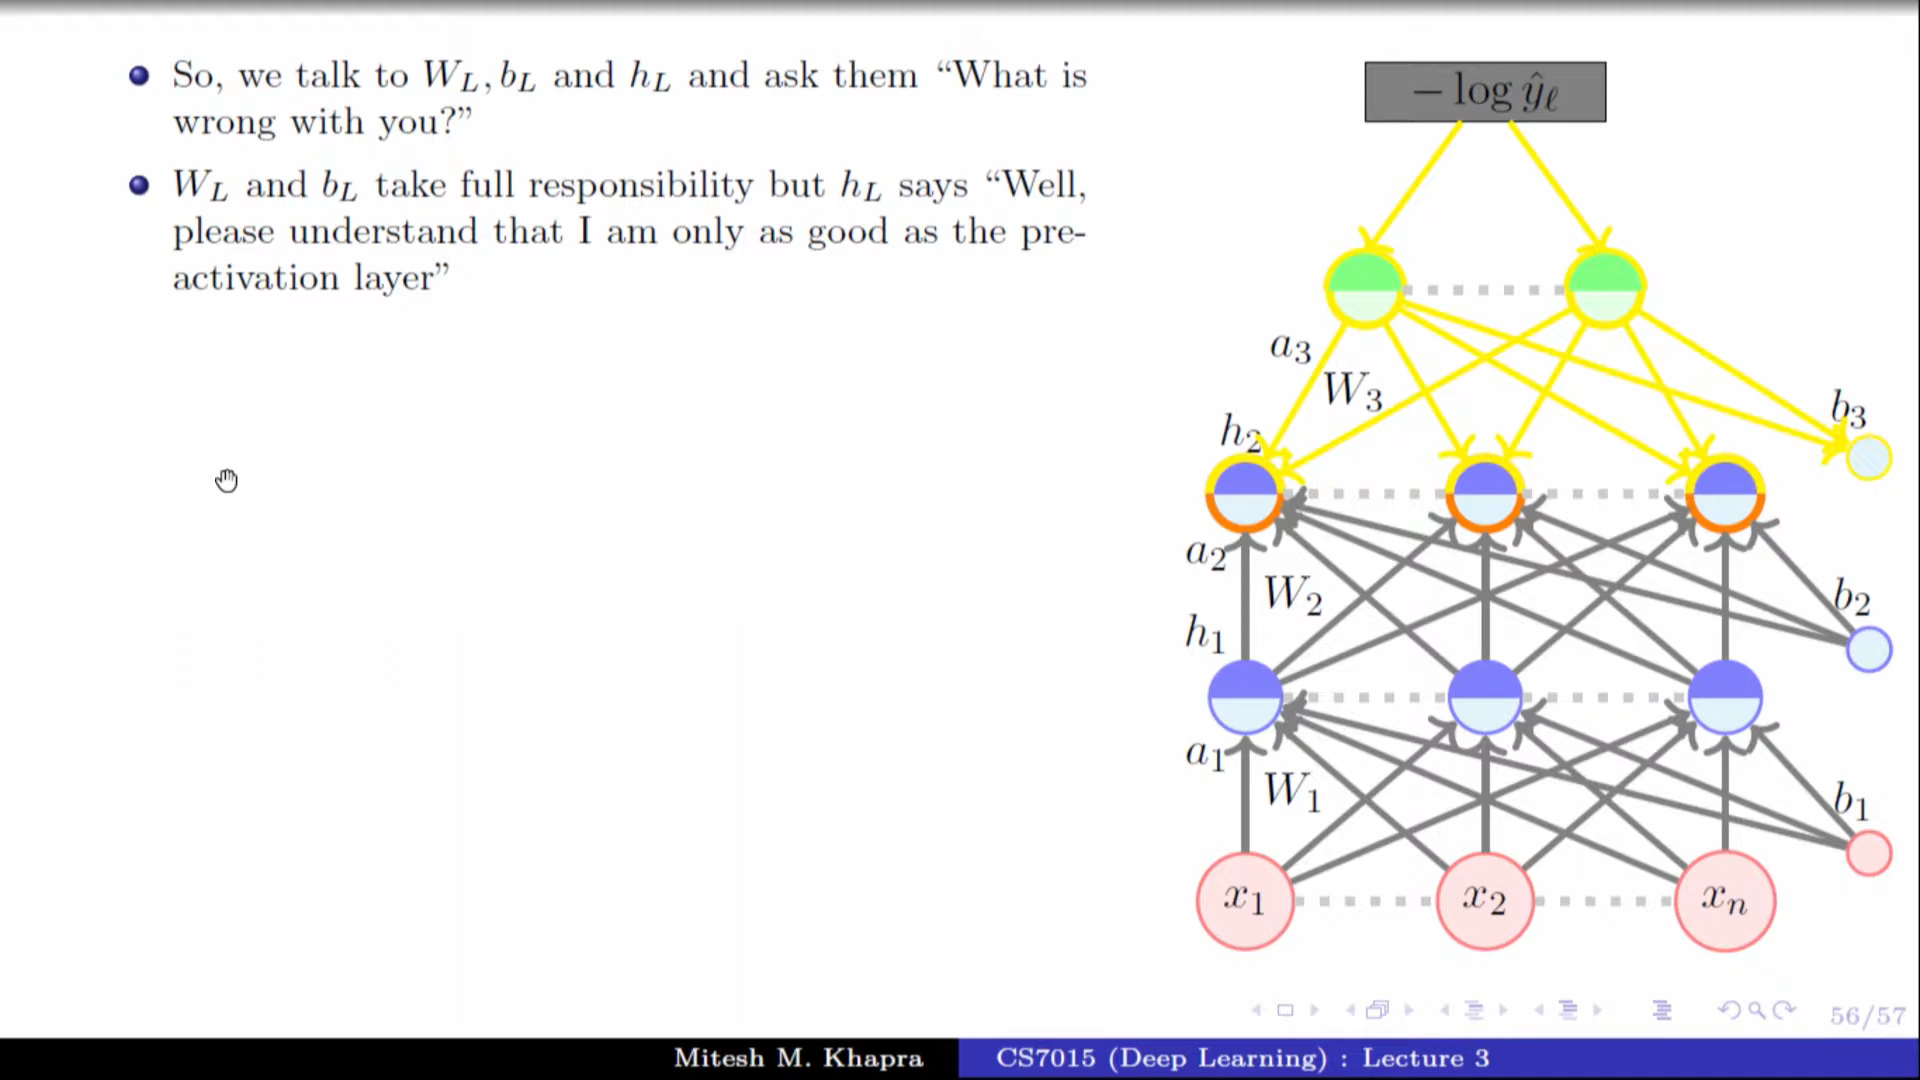 So, we talk to W_L, b_L and h_L and ask them “What is
wrong with you?”
W_L and b_L take full responsibility but h_L says “Well,
please understand that I am only as good as the pre-
activation layer”
− log ŷ_ℓ
a_3
W_3
b_3
h_2
a_2
W_2
b_2
h_1
a_1
W_1
b_1
x_1 x_2 x_n
56/57
Mitesh M. Khapra CS7015 (Deep Learning) : Lecture 3